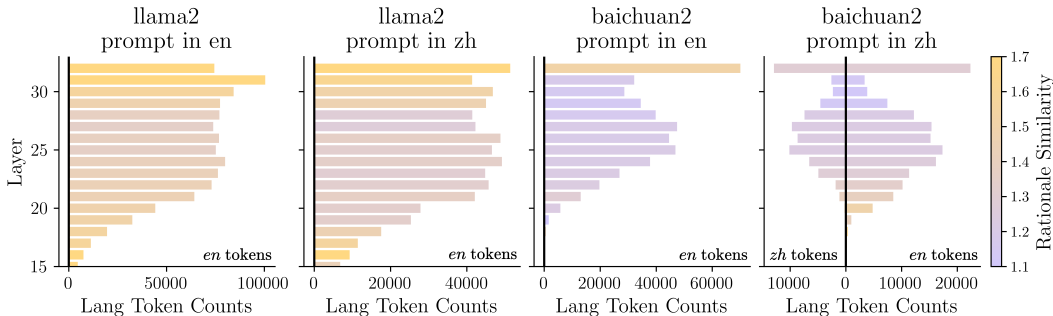 llama2
prompt in en
llama2
prompt in zh
baichuan2
prompt in en
baichuan2
prompt in zh
Layer
30
25
20
15
en tokens
en tokens
en tokens
zh tokens
en tokens
0
50000
100000
0
10000
20000
30000
40000
50000
0
20000
40000
60000
10000
0
10000
20000
Lang Token Counts
Lang Token Counts
Lang Token Counts
Lang Token Counts
1.7
1.6
1.5
1.4
1.3
1.2
1.1
Rationale Similarity